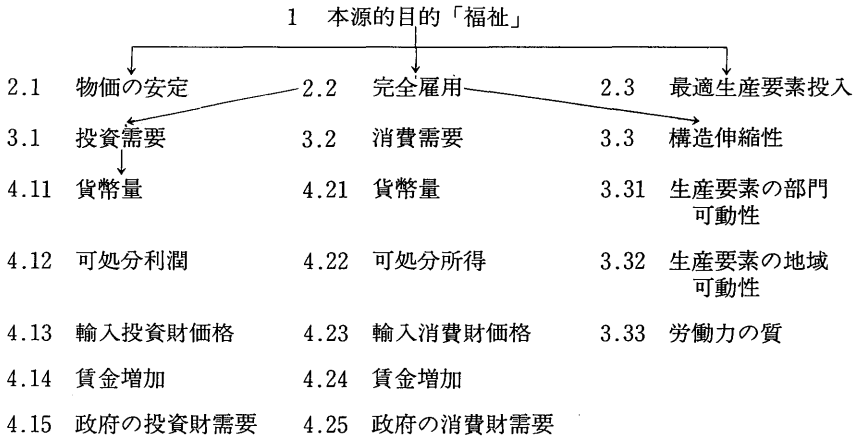 1 本源的目的「福祉」
2.1 物価の安定 2.2 完全雇用 2.3 最適生産要素投入
3.1 投資需要 3.2 消費需要 3.3 構造伸縮性
4.11 貨幣量 4.21 貨幣量 3.31 生産要素の部門
可動性
4.12 可処分利潤 4.22 可処分所得 3.32 生産要素の地域
可動性
4.13 輸入投資財価格 4.23 輸入消費財価格 3.33 労働力の質
4.14 賃金増加 4.24 賃金増加
4.15 政府の投資財需要 4.25 政府の消費財需要